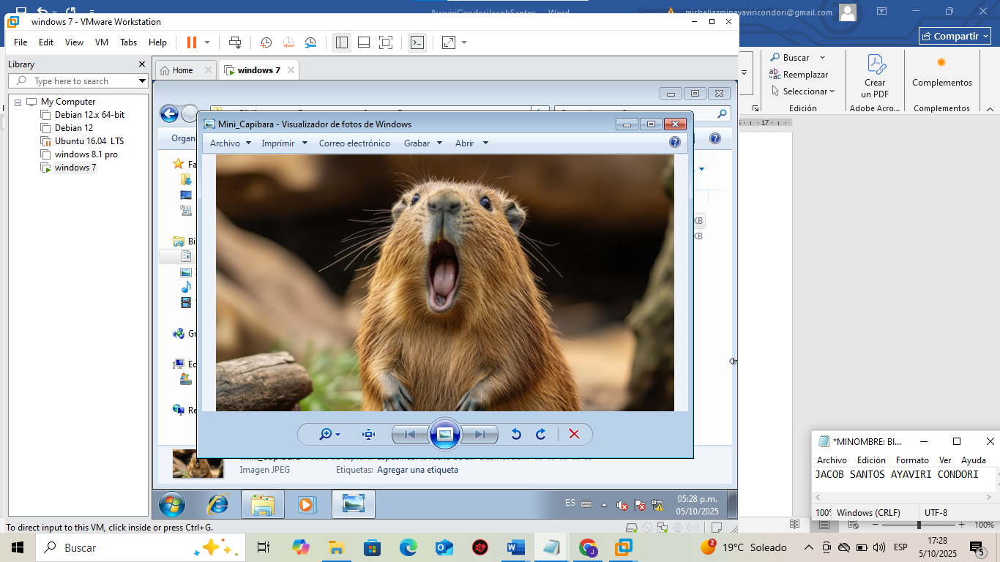 AyaviriCondoriJacobSantos - Word
misheljazminayaviricondori@gmail.com
windows 7 - VMware Workstation
Compartir
File Edit View VM Tabs Help
Library
Home
windows 7
Buscar
Reemplazar
Seleccionar
Crear
un PDF
Complementos
Edición
Adobe Acro...
Complementos
Type here to search
My Computer
Debian 12.x 64-bit
Debian 12
Ubuntu 16.04 LTS
windows 8.1 pro
windows 7
17
Mini_Capibara - Visualizador de fotos de Windows
Organ
Archivo Imprimir Correo electrónico Grabar Abrir
Fa
KB
KB
Bi
Gr
Ec
Re
Imagen JPEG
Etiquetas: Agregar una etiqueta
*MINOMBRE: BI...
Archivo Edición Formato Ver Ayuda
JACOB SANTOS AYAVIRI CONDORI
100% Windows (CRLF) UTF-8
ES
05:28 p.m.
05/10/2025
To direct input to this VM, click inside or press Ctrl+G.
100%
Buscar
2
19°C Soleado
ESP
17:28
5/10/2025
5